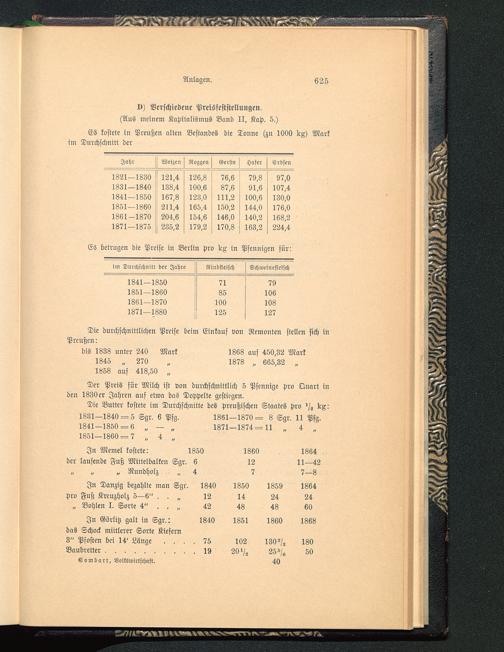 Anlagen. 625
D) Verschiedene Preisfeststellungen.
(Aus meinem Kapitalismus Band II, Kap. 5.)
Es kostete in Preußen alten Bestandes die Tonne (zu 1000 kg) Mark
im Durchschnitt der
Jahr Weizen Roggen Gerste Hafer Erbsen
1821—1830 121,4 126,8 76,6 79,8 97,0
1831—1840 138,4 100,6 87,6 91,6 107,4
1841—1850 167,8 123,0 111,2 100,6 130,0
1851—1860 211,4 165,4 150,2 144,0 176,0
1861—1870 204,6 154,6 146,0 140,2 168,2
1871—1875 235,2 179,2 170,8 163,2 224,4
Es betrugen die Preise in Berlin pro kg in Pfennigen für:
im Durchschnitt der Jahre Rindfleisch Schweinefleisch
1841—1850 71 79
1851—1860 85 106
1861—1870 100 108
1871—1880 125 127
Die durchschnittlichen Preise beim Einkauf von Remonten stellen sich in
Preußen:
bis 1838 unter 240 Mark 1868 auf 450,32 Mark
1845 „ 270 „ 1878 „ 665,32 „
1858 auf 418,50 „
Der Preis für Milch ist von durchschnittlich 5 Pfennige pro Quart in
den 1830er Jahren auf etwa das Doppelte gestiegen.
Die Butter kostete im Durchschnitte des preußischen Staates pro 1/2 kg:
1831—1840 = 5 Sgr. 6 Pfg. 1861—1870 = 8 Sgr. 11 Pfg.
1841—1850 = 6 „ — „ 1871—1874 = 11 „ 4 „
1851—1860 = 7 „ 4 „
In Memel kostete: 1850 1860 1864
der laufende Fuß Mittelbalken Sgr. 6 12 11—42
„ „ „ Rundholz . „ 4 7 7—8
In Danzig bezahlte man Sgr. 1840 1850 1859 1864
pro Fuß Kreuzholz 5—6" . . „ 12 14 24 24
„ Bohlen I. Sorte 4" . . „ 42 48 48 60
In Görlitz galt in Sgr.: 1840 1851 1860 1868
das Schock mittlerer Sorte Kiefern
3" Pfosten bei 14' Länge . . . . 75 102 130 2/3 180
Baubretter . . . . . . . . . . 19 20 1/2 50
Sombart, Volkswirtschaft. 40